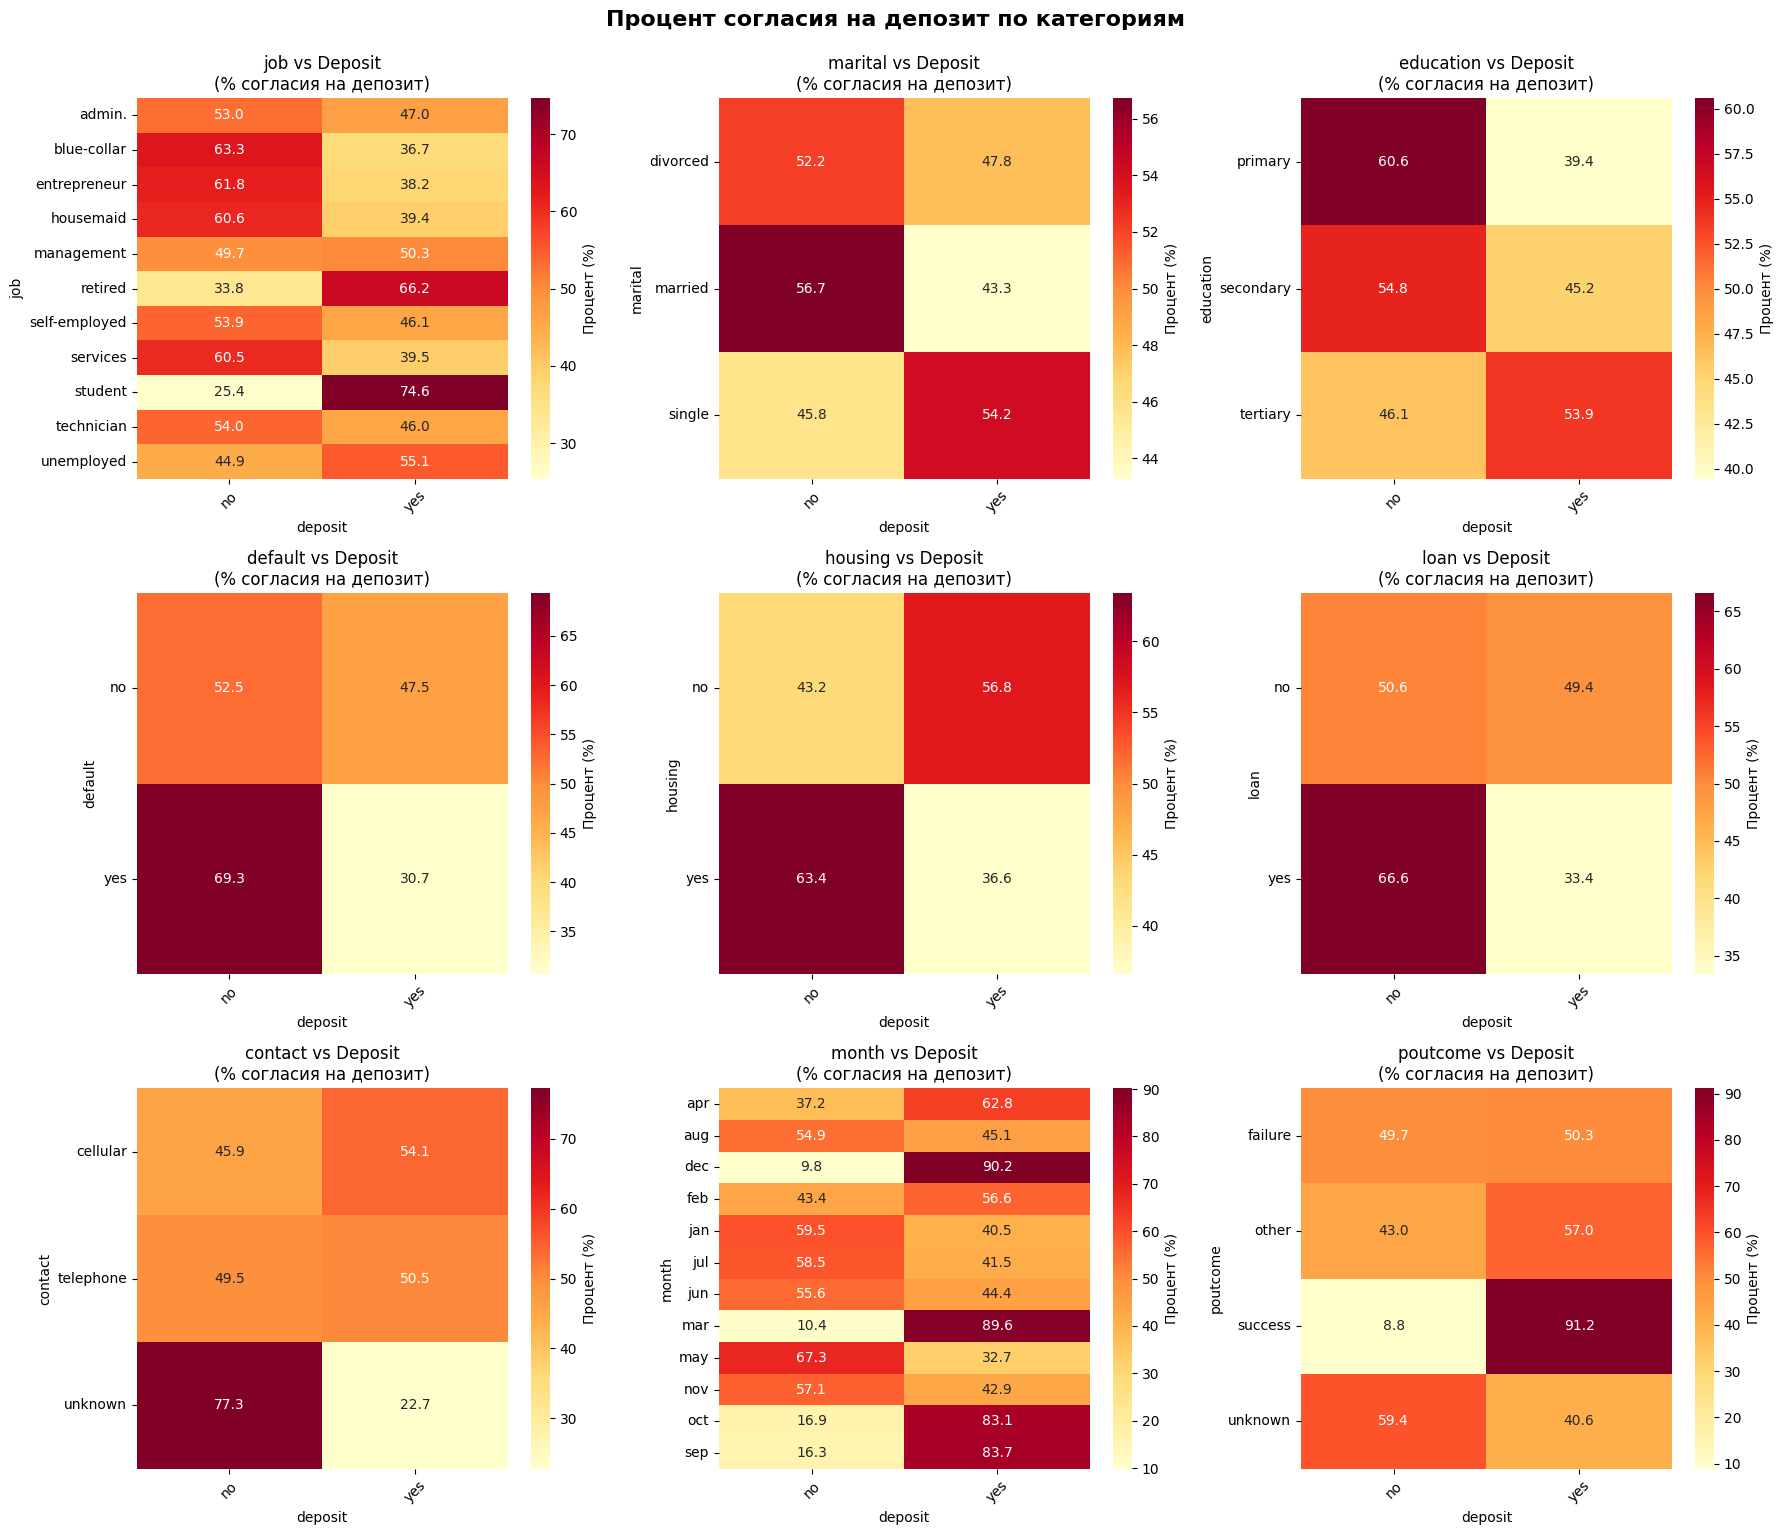 Процент согласия на депозит по категориям
job vs Deposit
(% согласия на депозит)
admin. 53.0 47.0
blue-collar 63.3 36.7
entrepreneur 61.8 38.2
housemaid 60.6 39.4
management 49.7 50.3
retired 33.8 66.2
self-employed 53.9 46.1
services 60.5 39.5
student 25.4 74.6
technician 54.0 46.0
unemployed 44.9 55.1
job
no yes
deposit
70
60
50
40
30
Процент (%)
marital vs Deposit
(% согласия на депозит)
divorced 52.2 47.8
married 56.7 43.3
single 45.8 54.2
marital
no yes
deposit
56
54
52
50
48
46
44
Процент (%)
education vs Deposit
(% согласия на депозит)
primary 60.6 39.4
secondary 54.8 45.2
tertiary 46.1 53.9
education
no yes
deposit
60.0
57.5
55.0
52.5
50.0
47.5
45.0
42.5
40.0
Процент (%)
default vs Deposit
(% согласия на депозит)
no 52.5 47.5
yes 69.3 30.7
default
no yes
deposit
65
60
55
50
45
40
35
Процент (%)
housing vs Deposit
(% согласия на депозит)
no 43.2 56.8
yes 63.4 36.6
housing
no yes
deposit
60
55
50
45
40
Процент (%)
loan vs Deposit
(% согласия на депозит)
no 50.6 49.4
yes 66.6 33.4
loan
no yes
deposit
65
60
55
50
45
40
35
Процент (%)
contact vs Deposit
(% согласия на депозит)
cellular 45.9 54.1
telephone 49.5 50.5
unknown 77.3 22.7
contact
no yes
deposit
70
60
50
40
30
Процент (%)
month vs Deposit
(% согласия на депозит)
apr 37.2 62.8
aug 54.9 45.1
dec 9.8 90.2
feb 43.4 56.6
jan 59.5 40.5
jul 58.5 41.5
jun 55.6 44.4
mar 10.4 89.6
may 67.3 32.7
nov 57.1 42.9
oct 16.9 83.1
sep 16.3 83.7
month
no yes
deposit
90
80
70
60
50
40
30
20
10
Процент (%)
poutcome vs Deposit
(% согласия на депозит)
failure 49.7 50.3
other 43.0 57.0
success 8.8 91.2
unknown 59.4 40.6
poutcome
no yes
deposit
90
80
70
60
50
40
30
20
10
Процент (%)